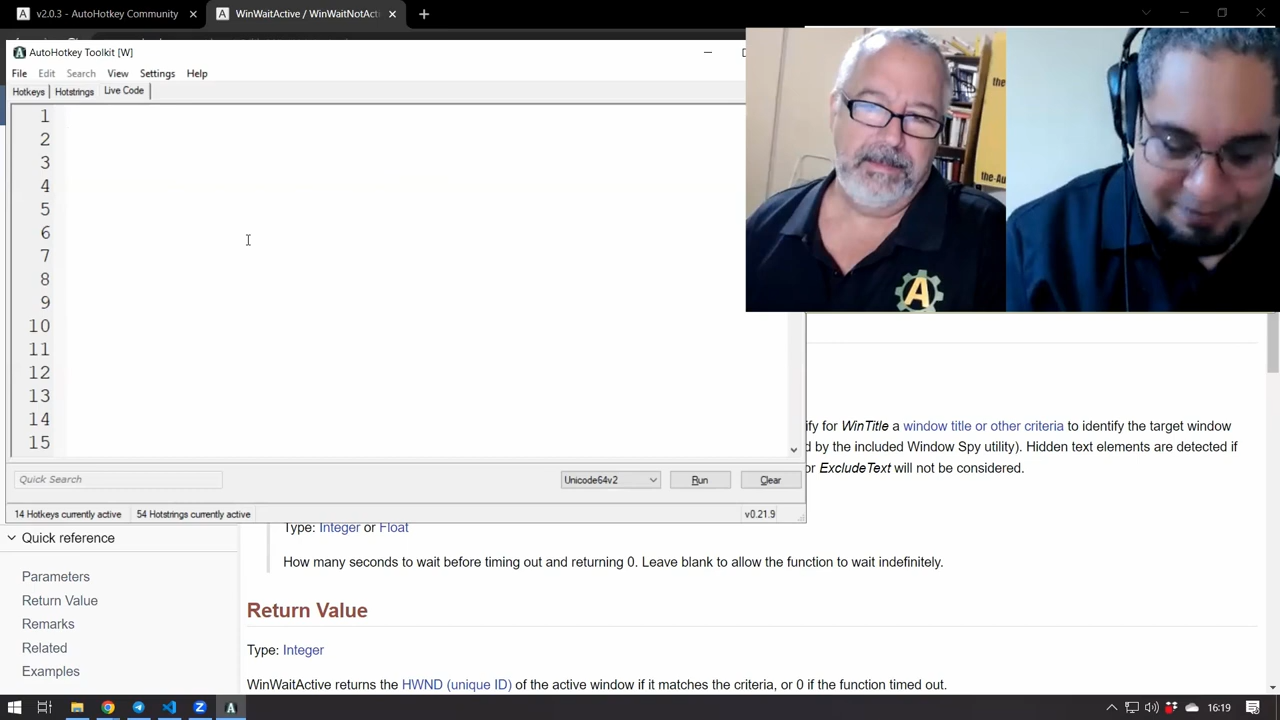 v2.0.3 - AutoHotkey Community
WinWaitActive / WinWaitNotActi
AutoHotkey Toolkit [W]
File Edit Search View Settings Help
Hotkeys Hotstrings Live Code
1
2
3
4
5
6
7
8
9
10
11
12
13
14
15
Quick Search
Unicode64v2
Run
Clear
14 Hotkeys currently active
54 Hotstrings currently active
v0.21.9
the-Au
A
ify for WinTitle a window title or other criteria to identify the target window
d by the included Window Spy utility). Hidden text elements are detected if
or ExcludeText will not be considered.
Type: Integer or Float
How many seconds to wait before timing out and returning 0. Leave blank to allow the function to wait indefinitely.
Quick reference
Parameters
Return Value
Remarks
Related
Examples
Return Value
Type: Integer
WinWaitActive returns the HWND (unique ID) of the active window if it matches the criteria, or 0 if the function timed out.
16:19